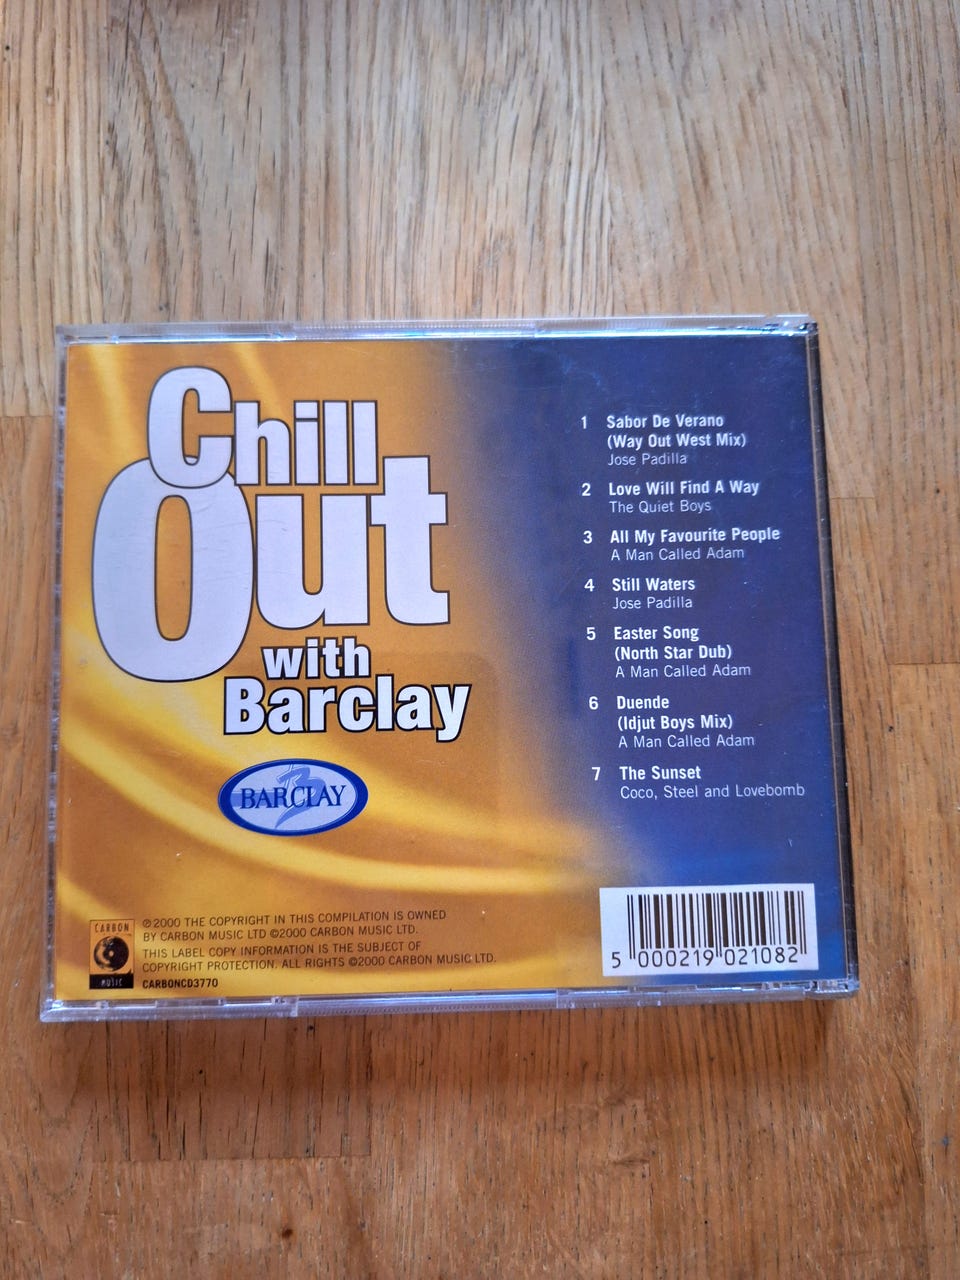 Chill
Out
with
Barclay
BARCLAY
1 Sabor De Verano
(Way Out West Mix)
Jose Padilla
2 Love Will Find A Way
The Quiet Boys
3 All My Favourite People
A Man Called Adam
4 Still Waters
Jose Padilla
5 Easter Song
(North Star Dub)
A Man Called Adam
6 Duende
(Idjut Boys Mix)
A Man Called Adam
7 The Sunset
Coco, Steel and Lovebomb
CARBON
MUSIC
℗2000 THE COPYRIGHT IN THIS COMPILATION IS OWNED
BY CARBON MUSIC LTD ©2000 CARBON MUSIC LTD.
THIS LABEL COPY INFORMATION IS THE SUBJECT OF
COPYRIGHT PROTECTION. ALL RIGHTS ©2000 CARBON MUSIC LTD.
CARBONCD3770
5 000219 021082